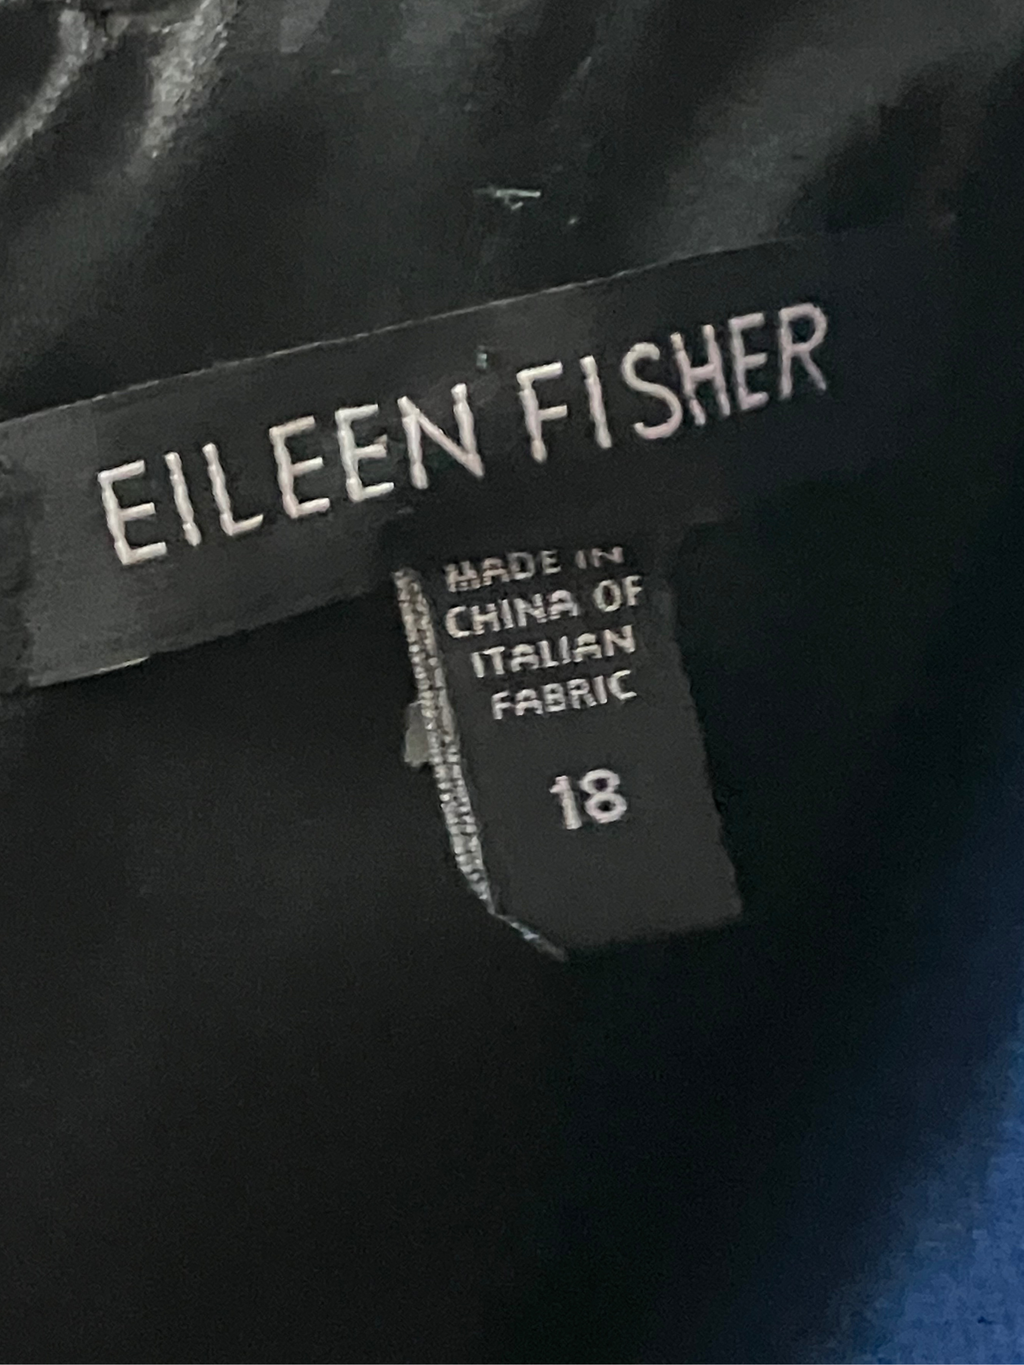 EILEEN FISHER
MADE IN
CHINA OF
ITALIAN
FABRIC
18